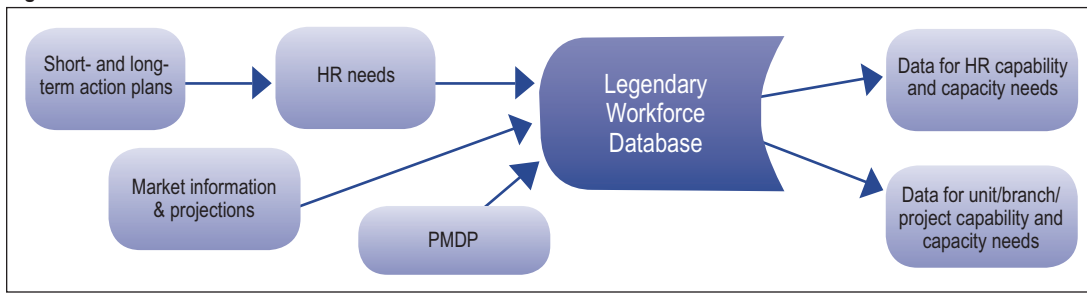 Short- and long-
term action plans
HR needs
Market information
& projections
PMDP
Legendary
Workforce
Database
Data for HR capability
and capacity needs
Data for unit/branch/
project capability and
capacity needs